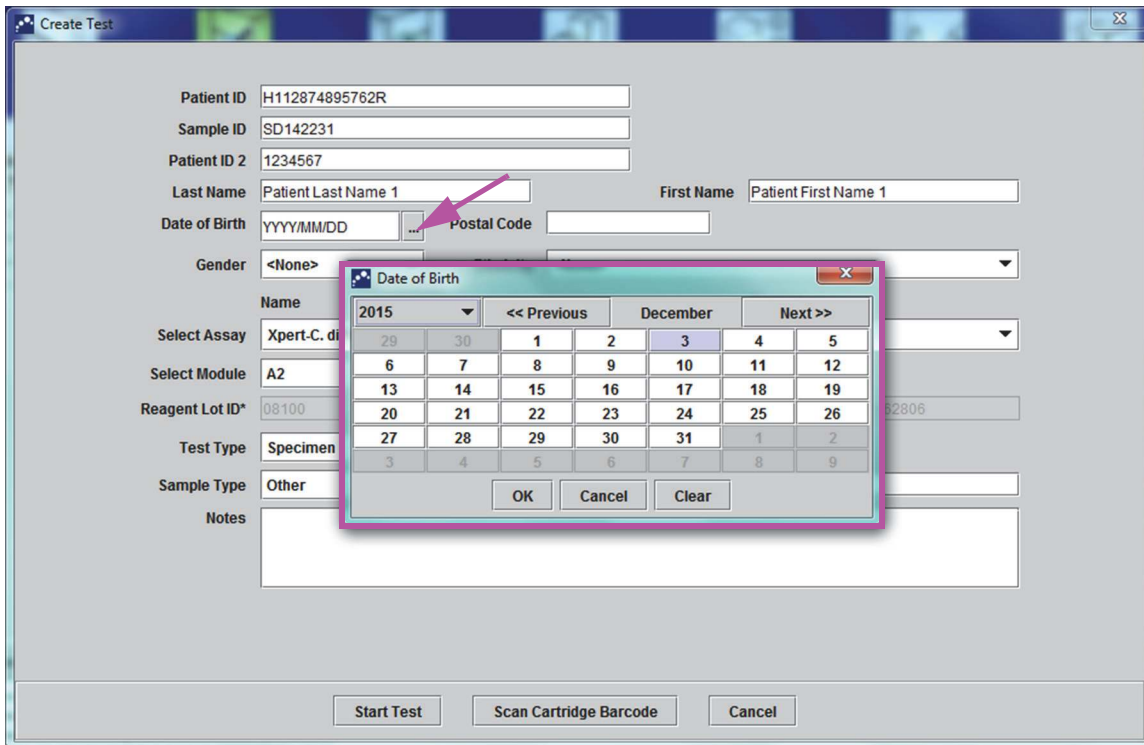 Create Test
Patient ID H112874895762R
Sample ID SD142231
Patient ID 2 1234567
Last Name Patient Last Name 1 First Name Patient First Name 1
Date of Birth YYYY/MM/DD ... Postal Code
Gender <None>
Date of Birth
2015 << Previous December Next >>
29 30 1 2 3 4 5
6 7 8 9 10 11 12
13 14 15 16 17 18 19
20 21 22 23 24 25 26
27 28 29 30 31 1 2
3 4 5 6 7 8 9
OK Cancel Clear
Name
Select Assay Xpert-C. di
Select Module A2
Reagent Lot ID* 08100 62806
Test Type Specimen
Sample Type Other
Notes
Start Test Scan Cartridge Barcode Cancel